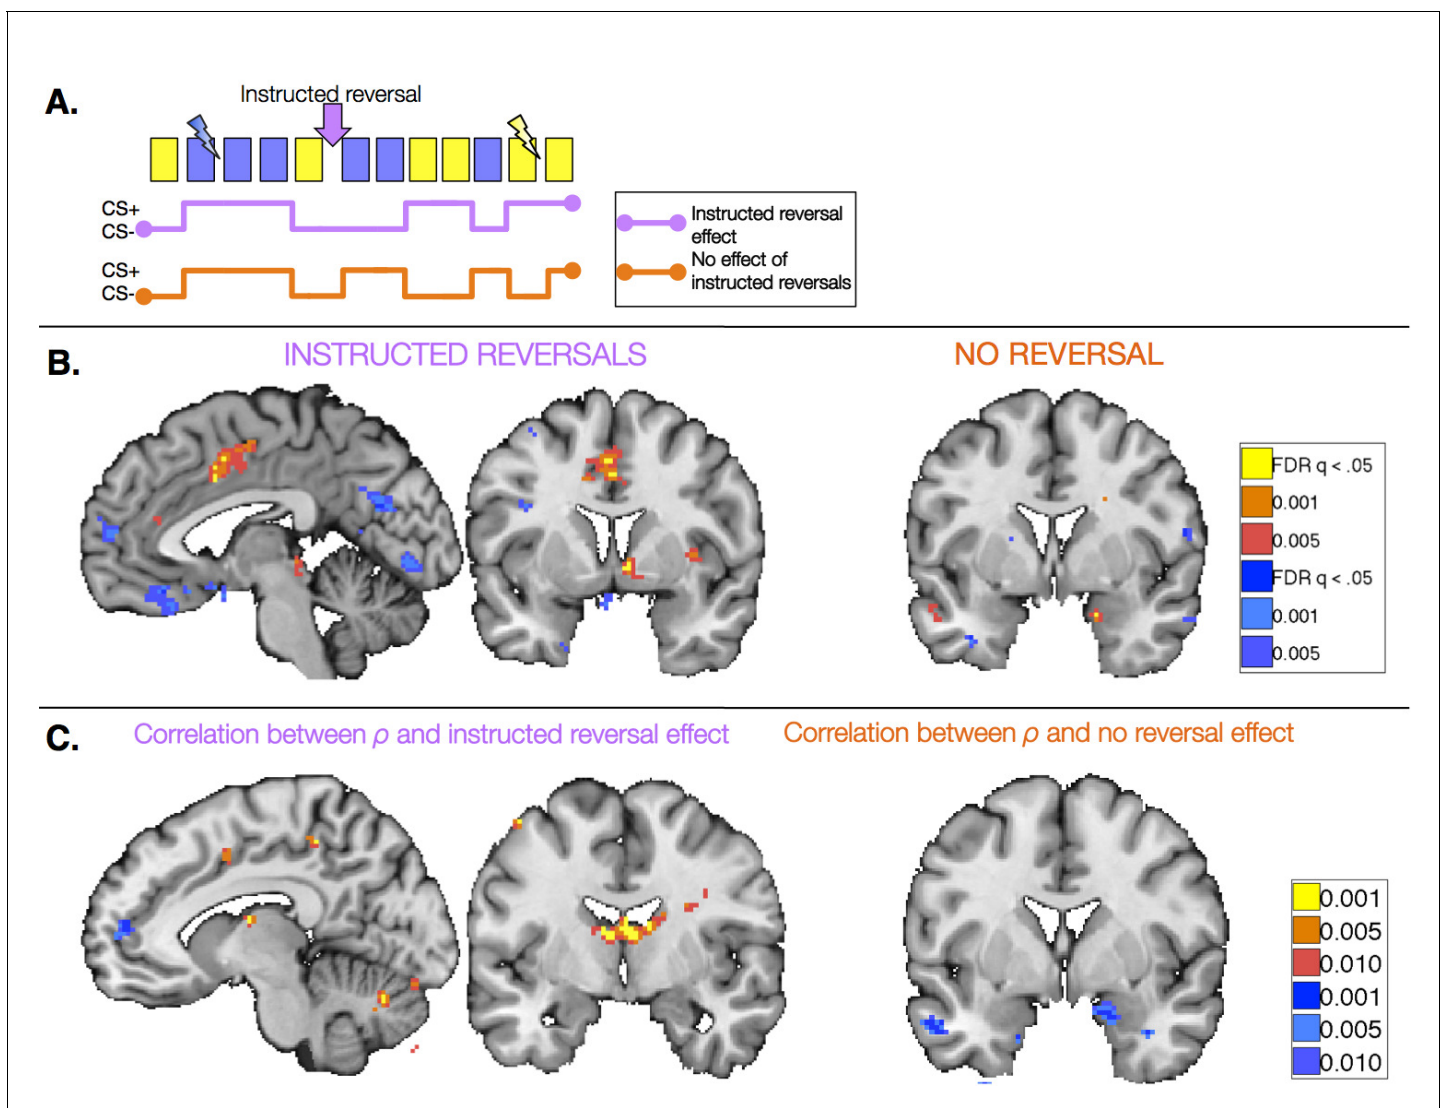 A.
Instructed reversal
CS+
CS-
CS+
CS-
Instructed reversal
effect
No effect of
instructed reversals
B.
INSTRUCTED REVERSALS
NO REVERSAL
FDR q < .05
0.001
0.005
FDR q < .05
0.001
0.005
C.
Correlation between ρ and instructed reversal effect
Correlation between ρ and no reversal effect
0.001
0.005
0.010
0.001
0.005
0.010